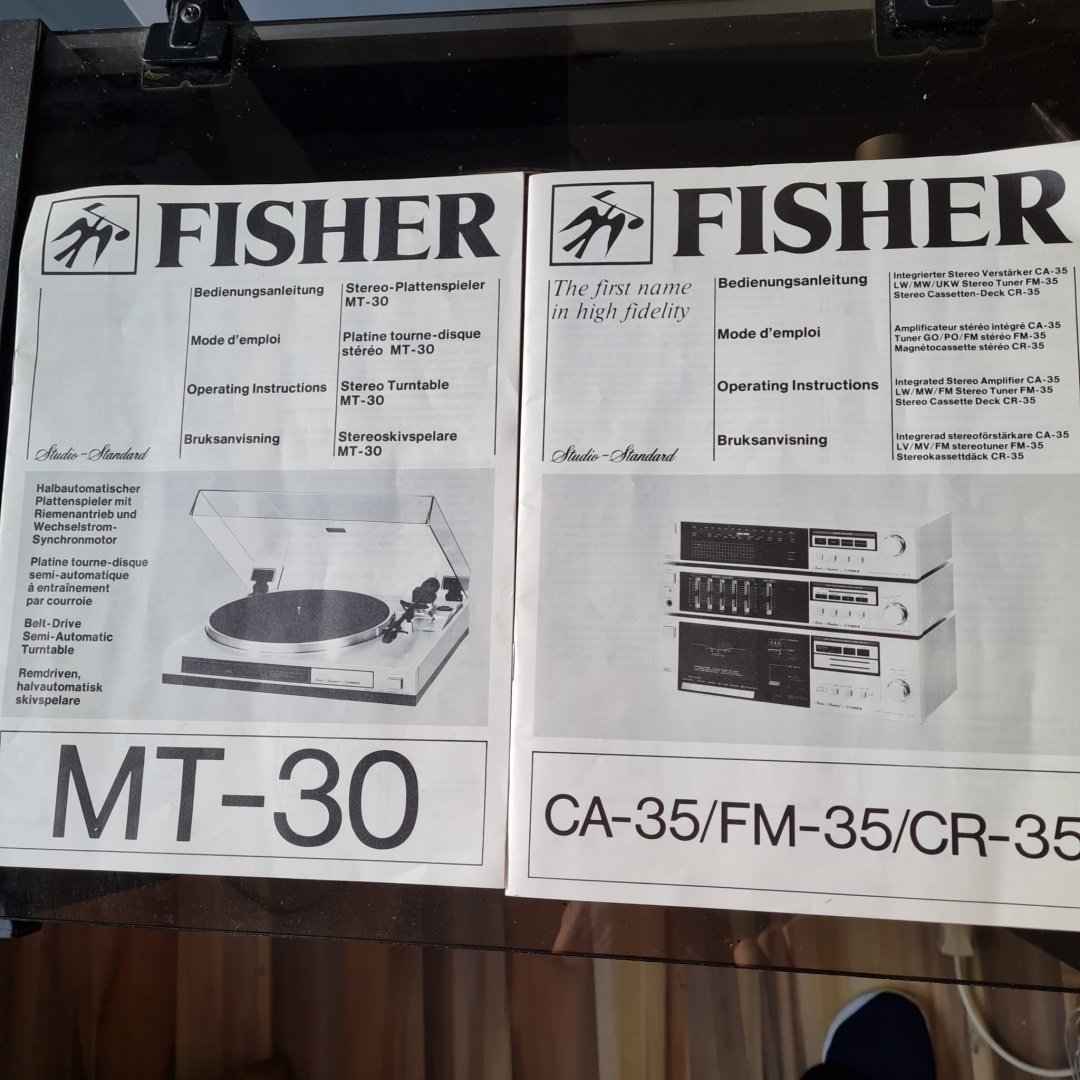 FISHER
Bedienungsanleitung
Stereo-Plattenspieler
MT-30
Mode d'emploi
Platine tourne-disque
stéréo MT-30
Operating Instructions
Stereo Turntable
MT-30
Bruksanvisning
Stereoskivspelare
MT-30
Studio-Standard
Halbautomatischer
Plattenspieler mit
Riemenantrieb und
Wechselstrom-
Synchronmotor
Platine tourne-disque
semi-automatique
à entraînement
par courroie
Belt-Drive
Semi-Automatic
Turntable
Remdriven,
halvautomatisk
skivspelare
MT-30
FISHER
The first name
in high fidelity
Bedienungsanleitung
Integrierter Stereo Verstärker CA-35
LW/MW/UKW Stereo Tuner FM-35
Stereo Cassetten-Deck CR-35
Mode d'emploi
Amplificateur stéréo intégré CA-35
Tuner GO/PO/FM stéréo FM-35
Magnétocassette stéréo CR-35
Operating Instructions
Integrated Stereo Amplifier CA-35
LW/MW/FM Stereo Tuner FM-35
Stereo Cassette Deck CR-35
Bruksanvisning
Integrerad stereoförstärkare CA-35
LV/MV/FM stereotuner FM-35
Stereokassettdäck CR-35
Studio-Standard
CA-35/FM-35/CR-35